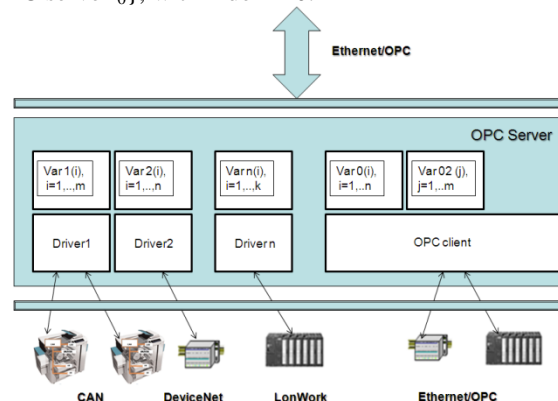 Ethernet/OPC
OPC Server
Var1(i),
i=1,..,m
Var2(i),
i=1,..,n
Varn(i),
i=1,..,k
Var0(i),
i=1,..n
Var02 (j),
j=1,..m
Driver1
Driver2
Driver n
OPC client
CAN
DeviceNet
LonWork
Ethernet/OPC